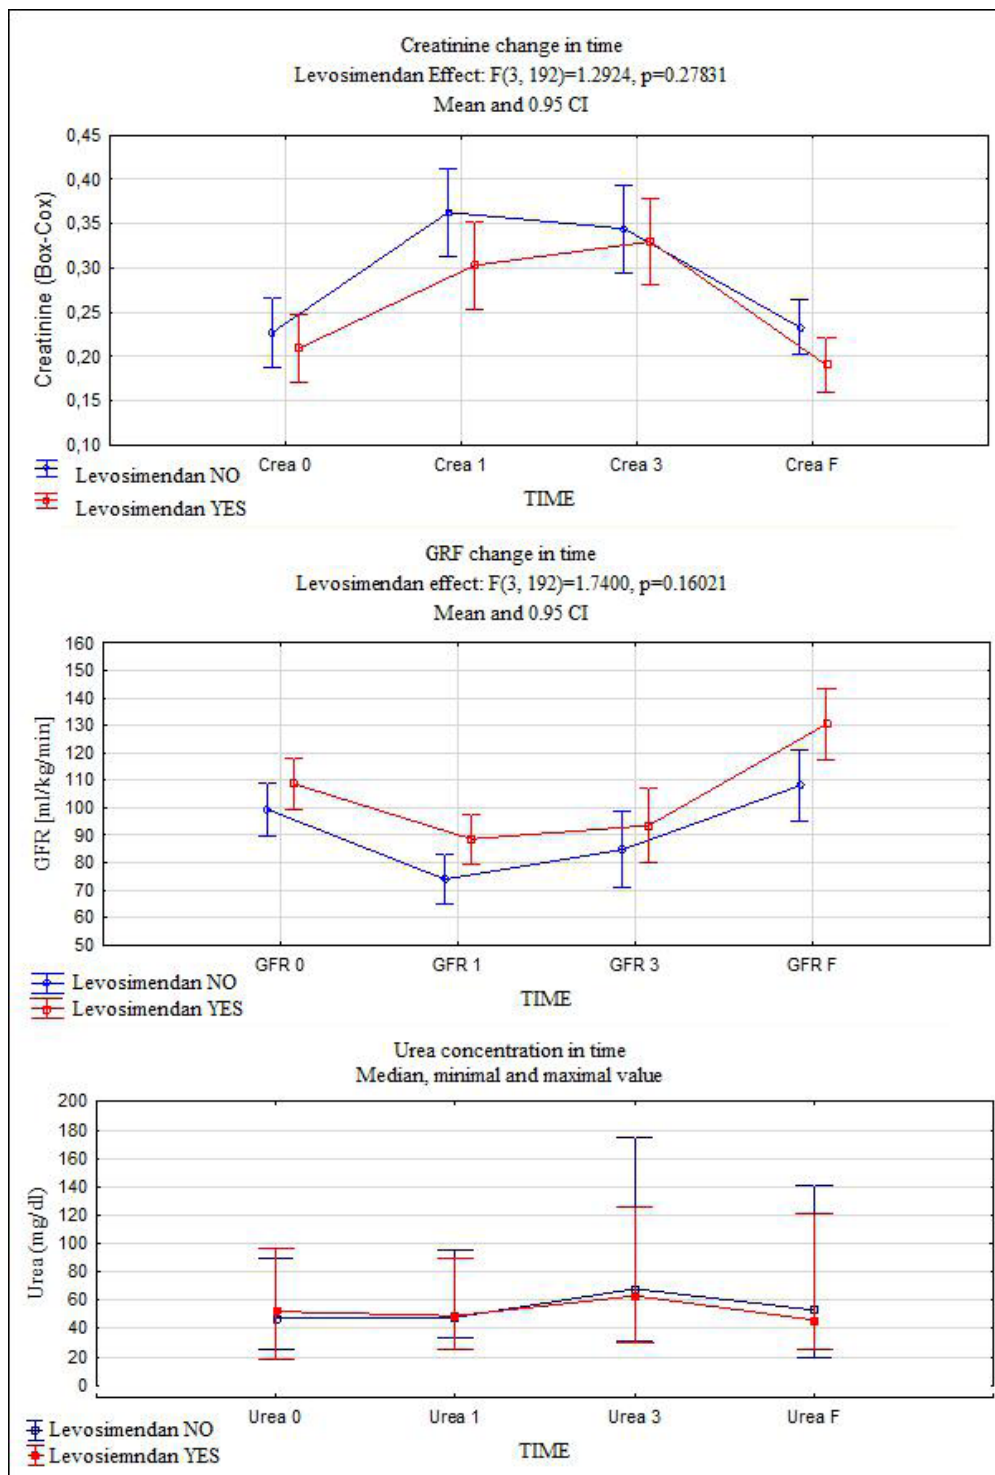 Creatinine change in time
Levosimendan Effect: F(3, 192)=1.2924, p=0.27831
Mean and 0.95 CI
0,45
0,40
0,35
0,30
0,25
0,20
0,15
0,10
Creatinine (Box-Cox)
Crea 0 Crea 1 Crea 3 Crea F
Levosimendan NO
Levosimendan YES
TIME
GRF change in time
Levosimendan effect: F(3, 192)=1.7400, p=0.16021
Mean and 0.95 CI
160
150
140
130
120
110
100
90
80
70
60
50
GFR [ml/kg/min]
GFR 0 GFR 1 GFR 3 GFR F
Levosimendan NO
Levosimendan YES
TIME
Urea concentration in time
Median, minimal and maximal value
200
180
160
140
120
100
80
60
40
20
0
Urea (mg/dl)
Urea 0 Urea 1 Urea 3 Urea F
Levosimendan NO
Levosiemndan YES
TIME